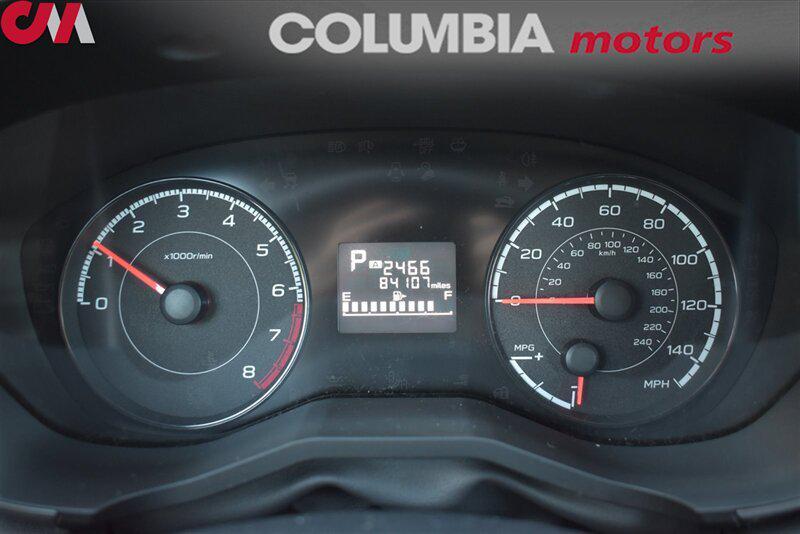 CM
COLUMBIA motors
0 1 2 3 4 5 6 7 8
x1000r/min
P A 2466
84107 miles
E F
0 20 40 60 80 100 120 140
MPH
20 40 60 80 100 120 140 160 180 200 220 240
km/h
MPG
+
-